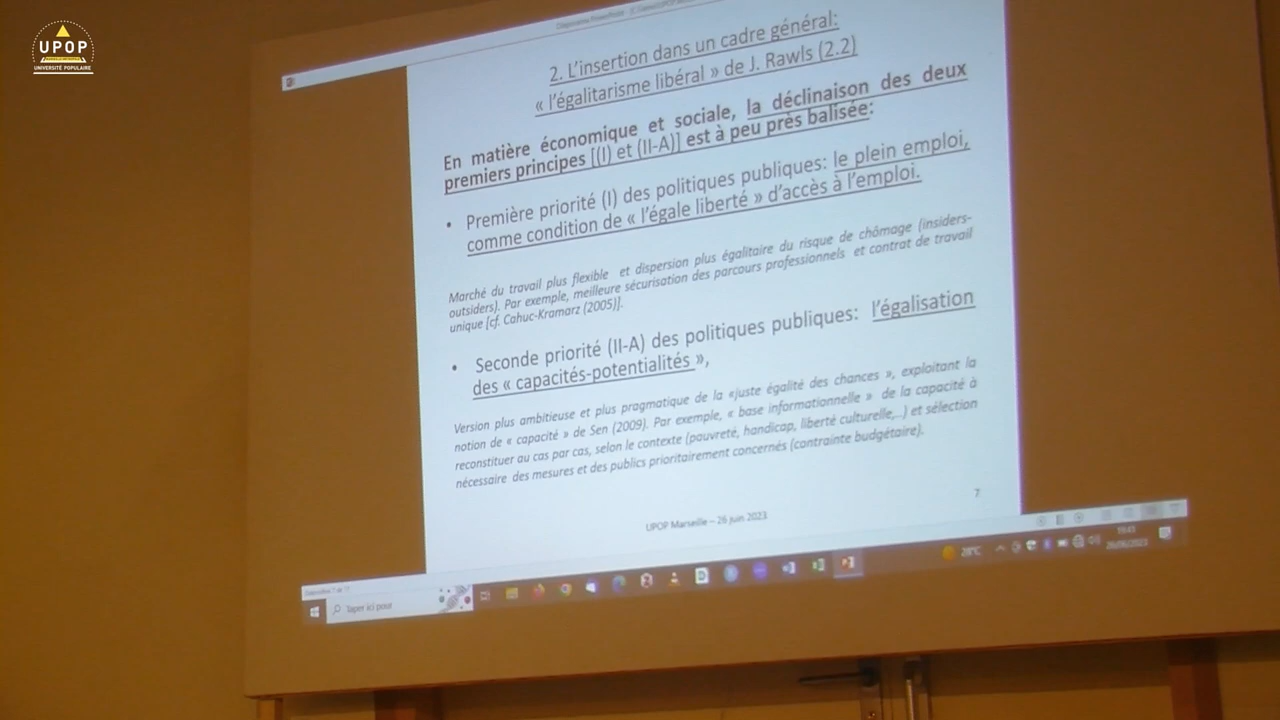 UPOP
UNIVERSITÉ POPULAIRE
2. L'insertion dans un cadre général:
« l'égalitarisme libéral » de J. Rawls (2.2)
En matière économique et sociale, la déclinaison des deux
premiers principes [(I) et (II-A)] est à peu près balisée:
• Première priorité (I) des politiques publiques: le plein emploi,
comme condition de « l'égale liberté » d'accès à l'emploi.
Marché du travail plus flexible et dispersion plus égalitaire du risque de chômage (insiders-
outsiders). Par exemple, meilleure sécurisation des parcours professionnels et contrat de travail
unique [cf. Cahuc-Kramarz (2005)].
• Seconde priorité (II-A) des politiques publiques: l'égalisation
des « capacités-potentialités »,
Version plus ambitieuse et plus pragmatique de la «juste égalité des chances », exploitant la
notion de « capacité » de Sen (2009). Par exemple, « base informationnelle » de la capacité à
reconstituer au cas par cas, selon le contexte (pauvreté, handicap, liberté culturelle,..) et sélection
nécessaire des mesures et des publics prioritairement concernés (contrainte budgétaire).
7
UPOP Marseille – 26 juin 2023
28°C
26/06/2023
Taper ici pour